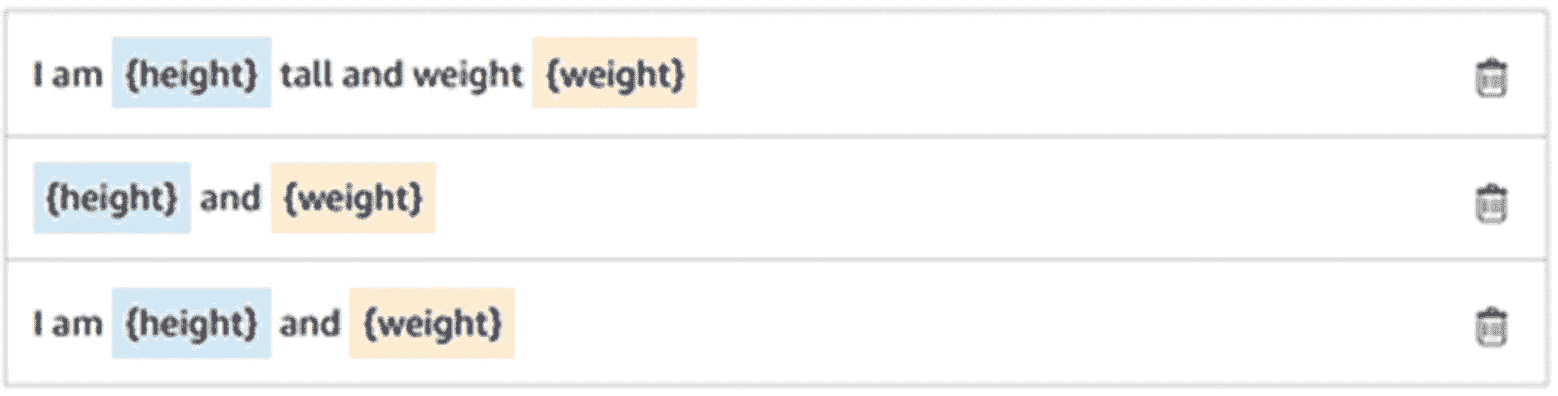 I am {height} tall and weight {weight}
{height} and {weight}
I am {height} and {weight}